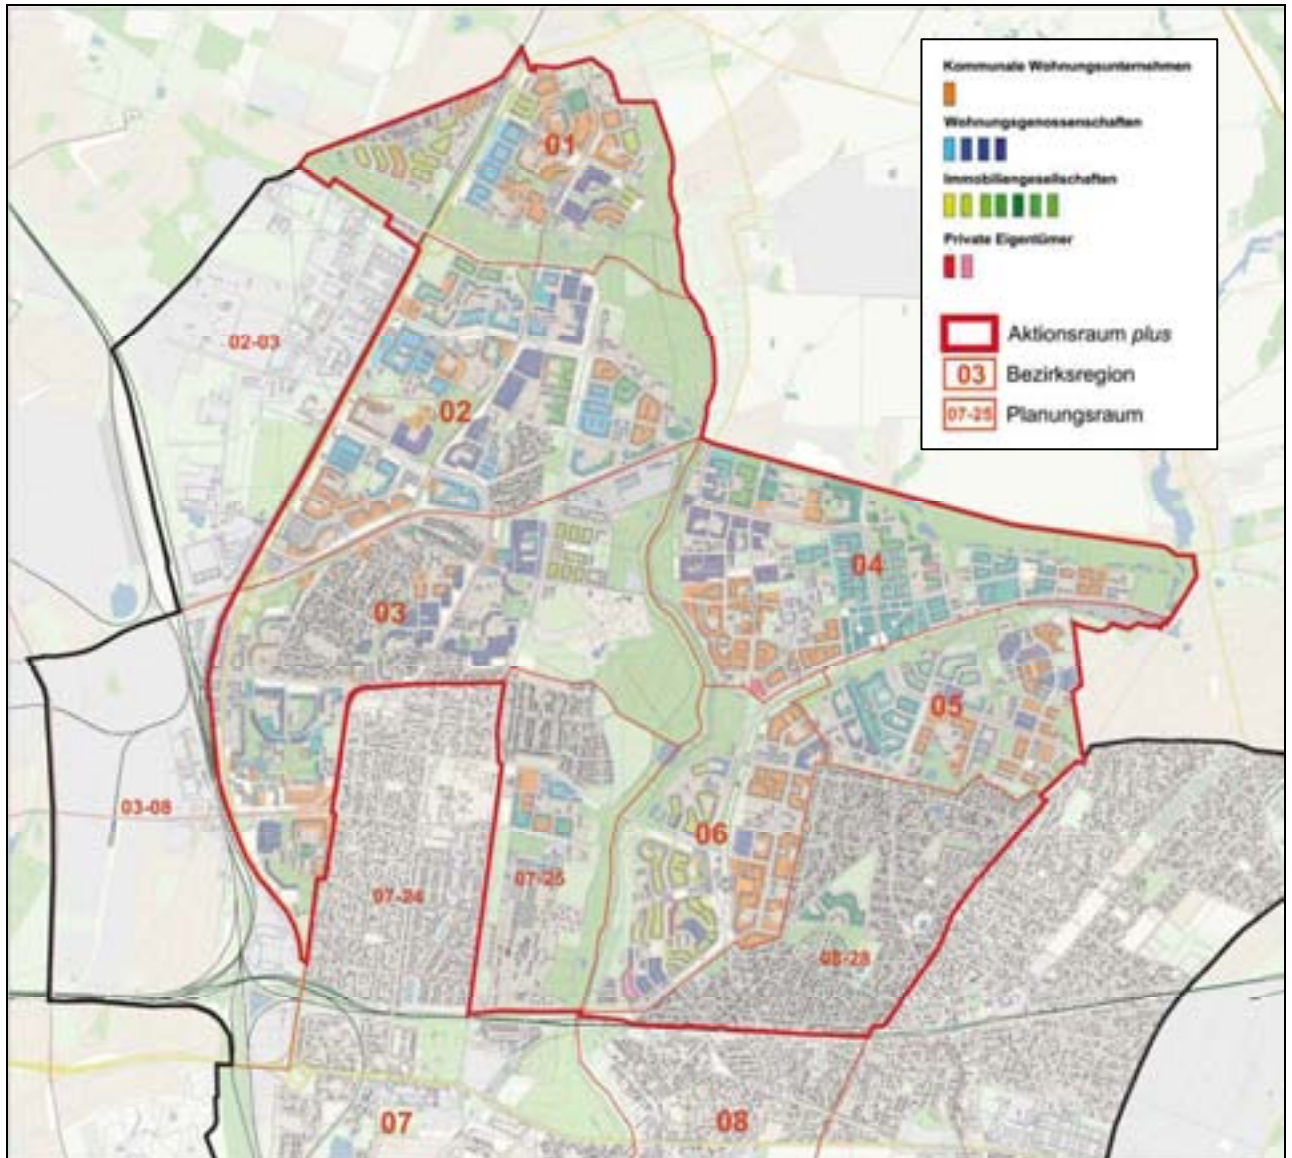 Kommunale Wohnungsunternehmen
Wohnungsgenossenschaften
Immobiliengesellschaften
Private Eigentümer
Aktionsraum plus
03 Bezirksregion
07-25 Planungsraum
01
02-03
02
04
03
05
03-08
06
07-25
07-24
08-28
07
08